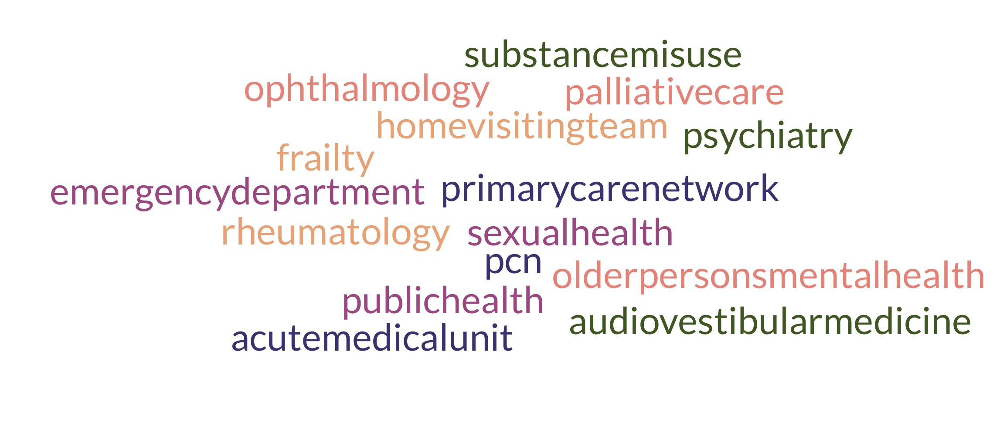 substancemisuse
ophthalmology palliativecare
homevisitingteam psychiatry
frailty
emergencydepartment primarycarenetwork
rheumatology sexualhealth
pcn olderpersonsmentalhealth
publichealth
audiovestibularmedicine
acutemedicalunit